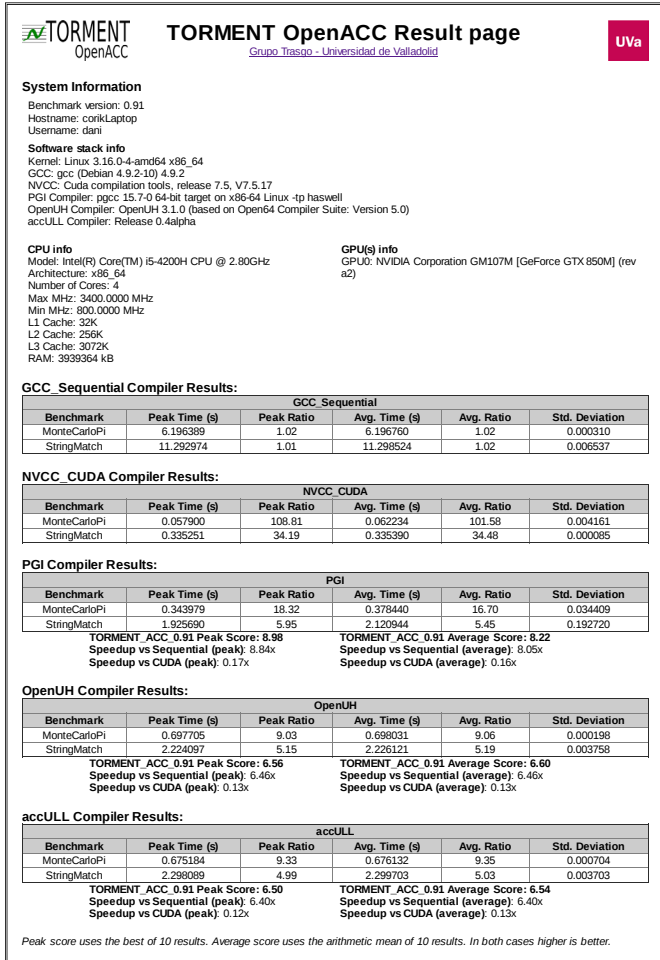 TORMENT
OpenACC
TORMENT OpenACC Result page
Grupo Trasgo - Universidad de Valladolid
UVa
System Information
Benchmark version: 0.91
Hostname: corikLaptop
Username: dani
Software stack info
Kernel: Linux 3.16.0-4-amd64 x86_64
GCC: gcc (Debian 4.9.2-10) 4.9.2
NVCC: Cuda compilation tools, release 7.5, V7.5.17
PGI Compiler: pgcc 15.7-0 64-bit target on x86-64 Linux -tp haswell
OpenUH Compiler: OpenUH 3.1.0 (based on Open64 Compiler Suite: Version 5.0)
accULL Compiler: Release 0.4alpha
CPU info
Model: Intel(R) Core(TM) i5-4200H CPU @ 2.80GHz
Architecture: x86_64
Number of Cores: 4
Max MHz: 3400.0000 MHz
Min MHz: 800.0000 MHz
L1 Cache: 32K
L2 Cache: 256K
L3 Cache: 3072K
RAM: 3939364 kB
GPU(s) info
GPU0: NVIDIA Corporation GM107M [GeForce GTX 850M] (rev
a2)
GCC_Sequential Compiler Results:
GCC_Sequential
Benchmark Peak Time (s) Peak Ratio Avg. Time (s) Avg. Ratio Std. Deviation
MonteCarloPi 6.196389 1.02 6.196760 1.02 0.000310
StringMatch 11.292974 1.01 11.298524 1.02 0.006537
NVCC_CUDA Compiler Results:
NVCC_CUDA
Benchmark Peak Time (s) Peak Ratio Avg. Time (s) Avg. Ratio Std. Deviation
MonteCarloPi 0.057900 108.81 0.062234 101.58 0.004161
StringMatch 0.335251 34.19 0.335390 34.48 0.000085
PGI Compiler Results:
PGI
Benchmark Peak Time (s) Peak Ratio Avg. Time (s) Avg. Ratio Std. Deviation
MonteCarloPi 0.343979 18.32 0.378440 16.70 0.034409
StringMatch 1.925690 5.95 2.120944 5.45 0.192720
TORMENT_ACC_0.91 Peak Score: 8.98 TORMENT_ACC_0.91 Average Score: 8.22
Speedup vs Sequential (peak): 8.84x Speedup vs Sequential (average): 8.05x
Speedup vs CUDA (peak): 0.17x Speedup vs CUDA (average): 0.16x
OpenUH Compiler Results:
OpenUH
Benchmark Peak Time (s) Peak Ratio Avg. Time (s) Avg. Ratio Std. Deviation
MonteCarloPi 0.697705 9.03 0.698031 9.06 0.000198
StringMatch 2.224097 5.15 2.226121 5.19 0.003758
TORMENT_ACC_0.91 Peak Score: 6.56 TORMENT_ACC_0.91 Average Score: 6.60
Speedup vs Sequential (peak): 6.46x Speedup vs Sequential (average): 6.46x
Speedup vs CUDA (peak): 0.13x Speedup vs CUDA (average): 0.13x
accULL Compiler Results:
accULL
Benchmark Peak Time (s) Peak Ratio Avg. Time (s) Avg. Ratio Std. Deviation
MonteCarloPi 0.675184 9.33 0.676132 9.35 0.000704
StringMatch 2.298089 4.99 2.299703 5.03 0.003703
TORMENT_ACC_0.91 Peak Score: 6.50 TORMENT_ACC_0.91 Average Score: 6.54
Speedup vs Sequential (peak): 6.40x Speedup vs Sequential (average): 6.40x
Speedup vs CUDA (peak): 0.12x Speedup vs CUDA (average): 0.13x
Peak score uses the best of 10 results. Average score uses the arithmetic mean of 10 results. In both cases higher is better.